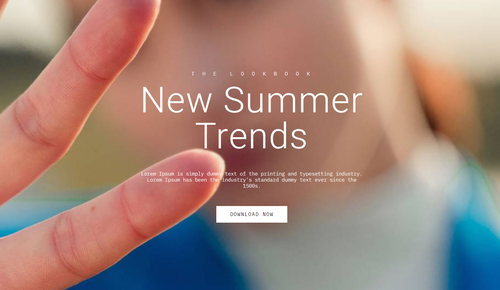 THE LOOKBOOK
New Summer
Trends
Lorem Ipsum is simply dummy text of the printing and typesetting industry.
Lorem Ipsum has been the industry's standard dummy text ever since the
1500s.
DOWNLOAD NOW